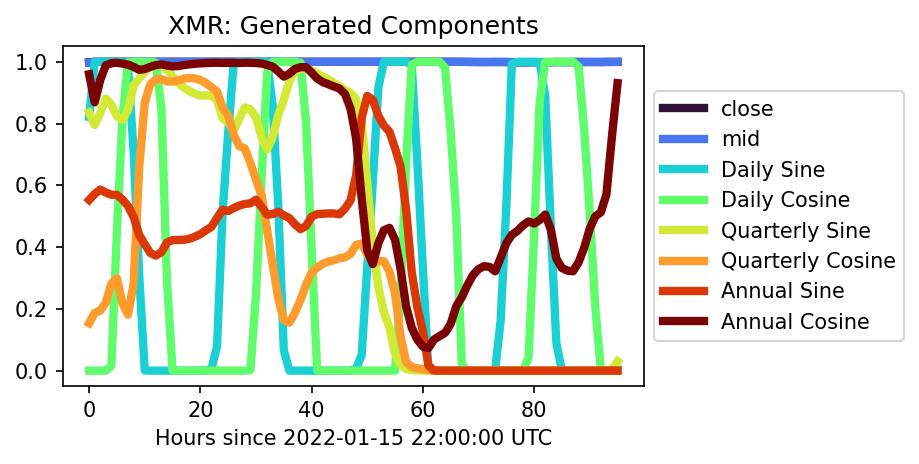 XMR: Generated Components
1.0
0.8
0.6
0.4
0.2
0.0
0 20 40 60 80
Hours since 2022-01-15 22:00:00 UTC
close
mid
Daily Sine
Daily Cosine
Quarterly Sine
Quarterly Cosine
Annual Sine
Annual Cosine